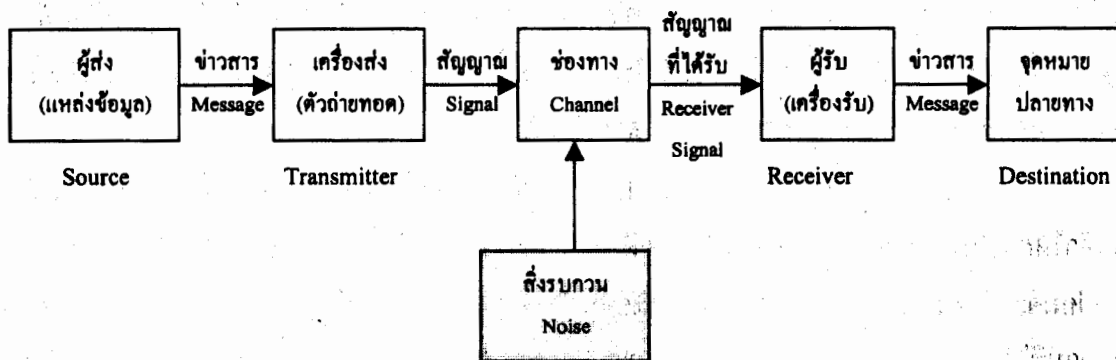 ผู้ส่ง
(แหล่งข้อมูล)
Source
ข่าวสาร
Message
เครื่องส่ง
(ตัวถ่ายทอด)
Transmitter
สัญญาณ
Signal
ช่องทาง
Channel
สัญญาณ
ที่ได้รับ
Receiver
Signal
ผู้รับ
(เครื่องรับ)
Receiver
ข่าวสาร
Message
จุดหมาย
ปลายทาง
Destination
สิ่งรบกวน
Noise